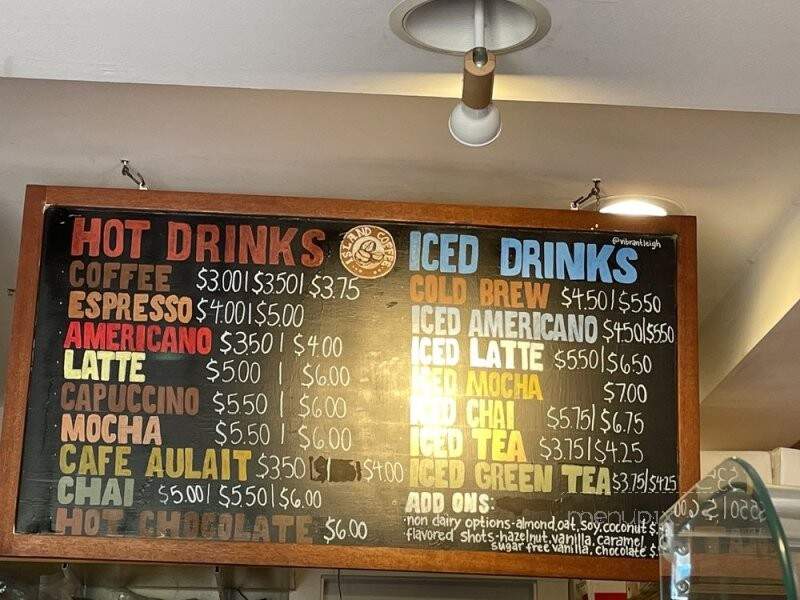 HOT DRINKS
ISLAND COFFEE
COFFEE $3.00 | $3.50 | $3.75
ESPRESSO $4.00 | $5.00
AMERICANO $3.50 | $4.00
LATTE $5.00 | $6.00
CAPUCCINO $5.50 | $6.00
MOCHA $5.50 | $6.00
CAFE AULAIT $3.50 | $4.00
CHAI $5.00 | $5.50 | $6.00
HOT CHOCOLATE $6.00
@vibrantleigh
ICED DRINKS
COLD BREW $4.50 | $5.50
ICED AMERICANO $4.50 | $5.50
ICED LATTE $5.50 | $6.50
ICED MOCHA $7.00
ICED CHAI $5.75 | $6.75
ICED TEA $3.75 | $4.25
ICED GREEN TEA $3.75 | $4.25
ADD ONS:
·non dairy options-almond,oat,soy,coconut
·flavored shots-hazelnut,vanilla,caramel,
sugar free vanilla, chocolate